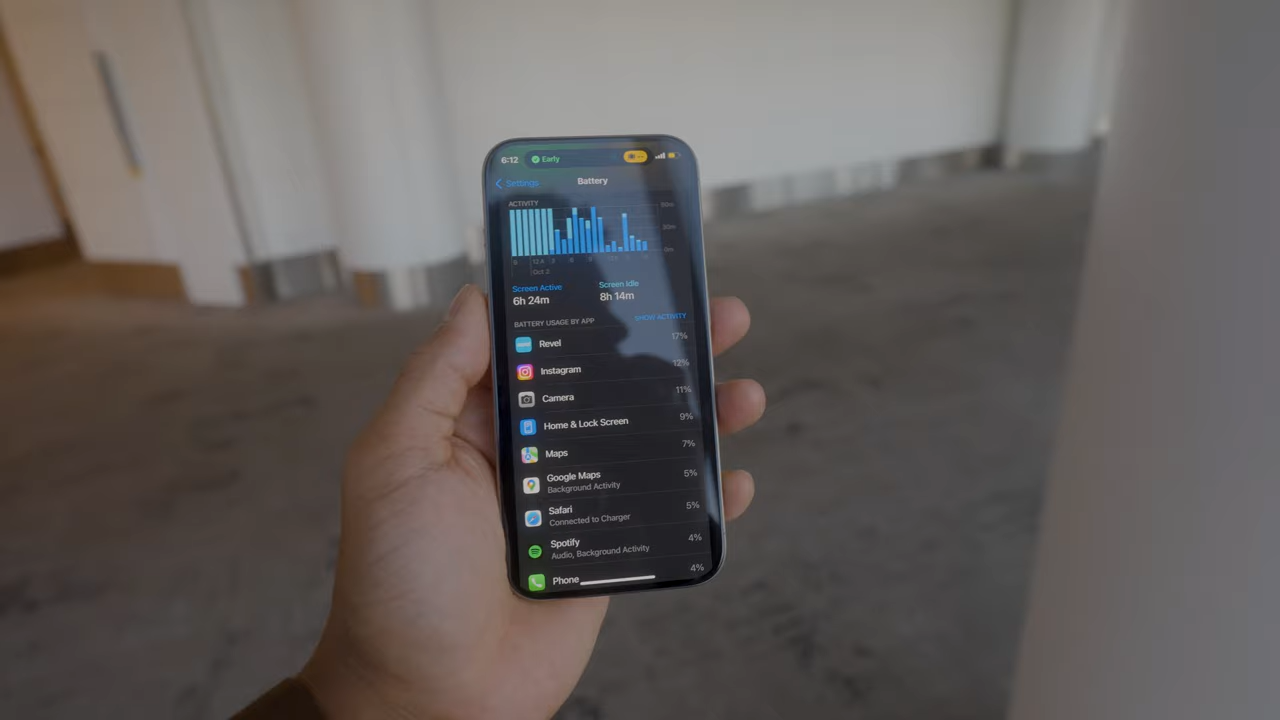 6:12 Early
Settings
Battery
ACTIVITY
60m
30m
0m
Oct 2
Screen Active
Screen Idle
6h 24m
8h 14m
BATTERY USAGE BY APP
SHOW ACTIVITY
Revel 17%
Instagram 12%
Camera 11%
Home & Lock Screen 9%
Maps 7%
Google Maps 5%
Background Activity
Safari 5%
Connected to Charger
Spotify 4%
Audio, Background Activity
Phone 4%